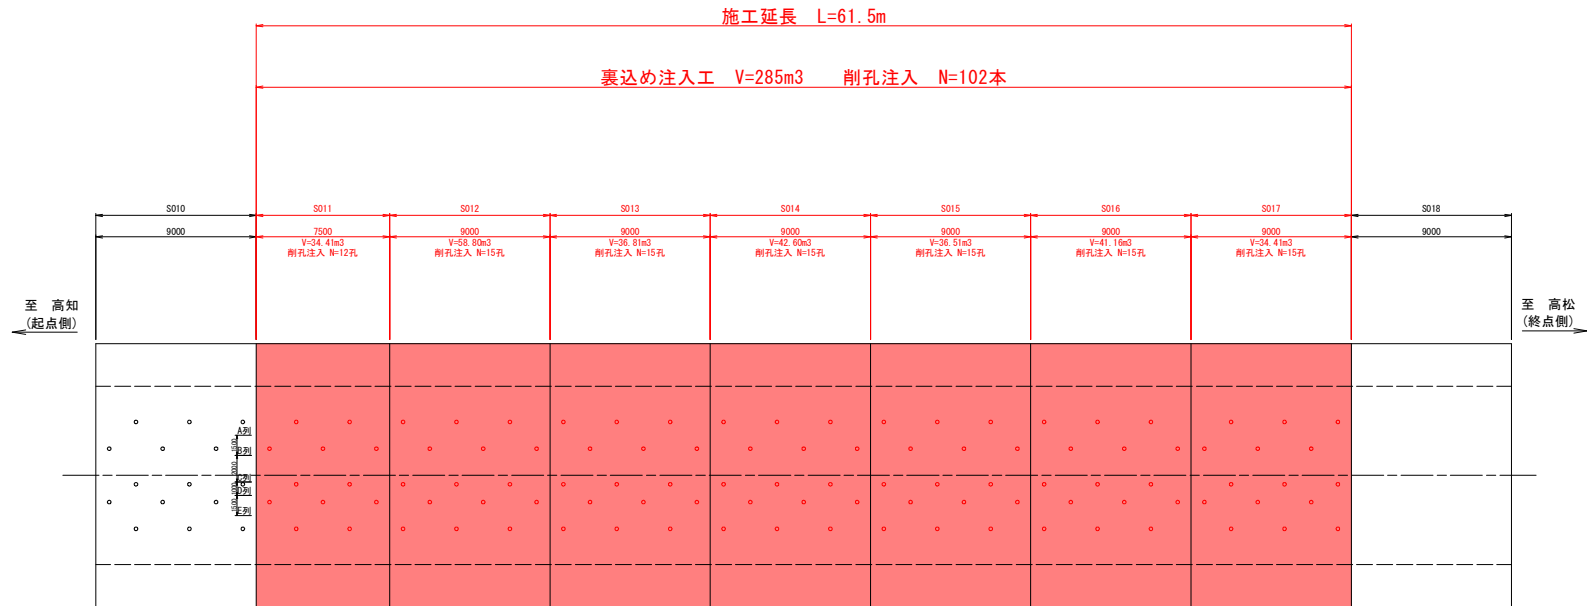 施工延長 L=61.5m
裏込め注入工 V=285m3 削孔注入 N=102本
S010 S011 S012 S013 S014 S015 S016 S017 S018
9000 7500 9000 9000 9000 9000 9000 9000 9000
V=34.41m3 V=58.80m3 V=36.81m3 V=42.60m3 V=36.51m3 V=41.16m3 V=34.41m3
削孔注入 N=12孔 削孔注入 N=15孔 削孔注入 N=15孔 削孔注入 N=15孔 削孔注入 N=15孔 削孔注入 N=15孔 削孔注入 N=15孔
至 高知
(起点側)
至 高松
(終点側)
A列
1500
B列
C列
D列
1500
E列